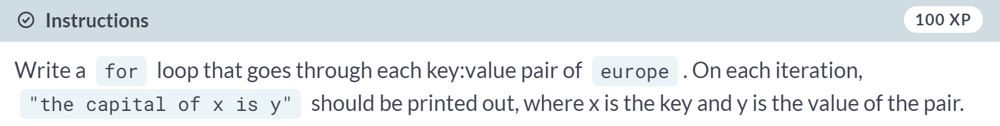 Instructions
100 XP
Write a for loop that goes through each key:value pair of europe . On each iteration,
"the capital of x is y" should be printed out, where x is the key and y is the value of the pair.